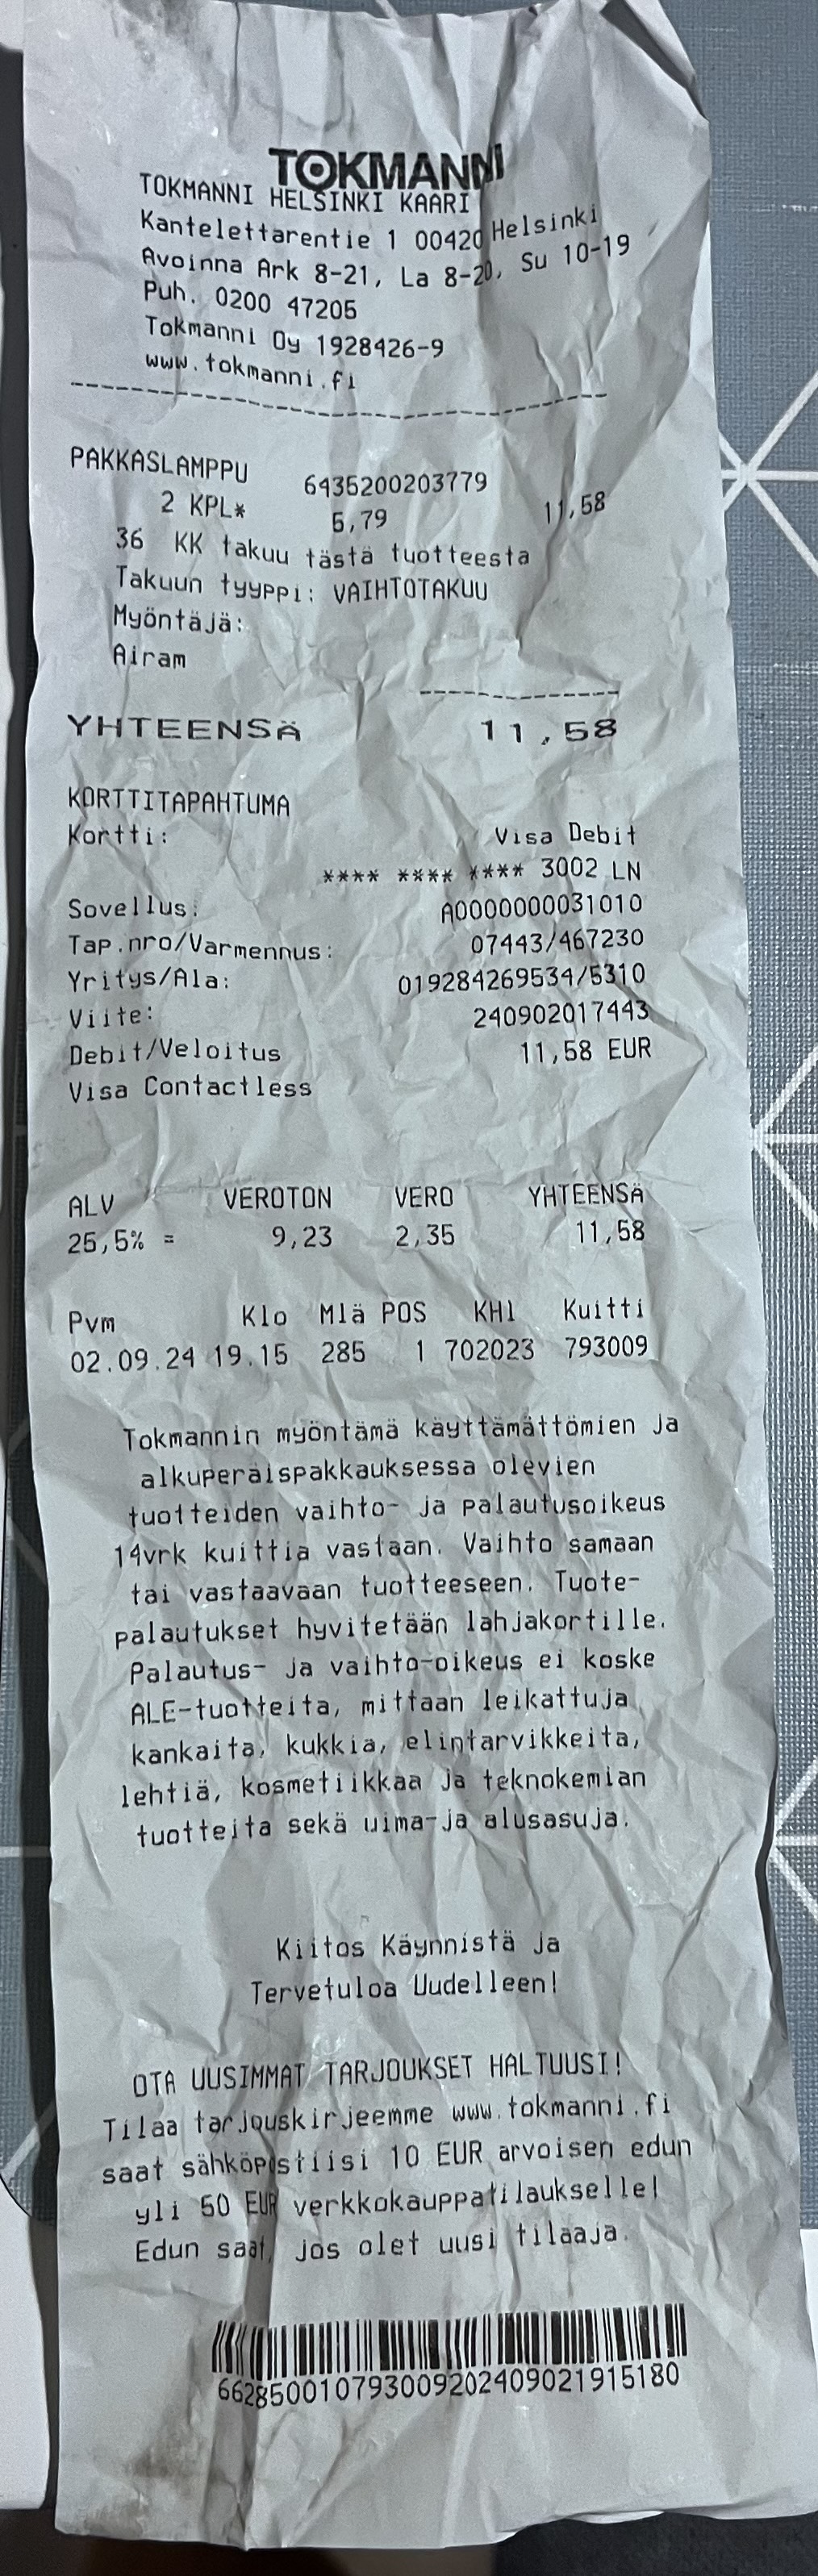 TOKMANNI
TOKMANNI HELSINKI KAARI
Kantelettarentie 1 00420 Helsinki
Avoinna Ark 8-21, La 8-20, Su 10-19
Puh. 0200 47205
Tokmanni Oy 1928426-9
www.tokmanni.fi
PAKKASLAMPPU 6435200203779
2 KPL* 5,79 11,58
36 KK takuu tästä tuotteesta
Takuun tyyppi: VAIHTOTAKUU
Myöntäjä:
Airam
YHTEENSÄ 11,58
KORTTITAPAHTUMA
Kortti: Visa Debit
**** **** **** 3002 LN
Sovellus: A0000000031010
Tap.nro/Varmennus: 07443/467230
Yritys/Ala: 019284269534/5310
Viite: 240902017443
Debit/Veloitus 11,58 EUR
Visa Contactless
ALV VEROTON VERO YHTEENSÄ
25,5% = 9,23 2,35 11,58
Pvm Klo Mlä POS KHl Kuitti
02.09.24 19.15 285 1 702023 793009
Tokmannin myöntämä käyttämättömien ja
alkuperäispakkauksessa olevien
tuotteiden vaihto- ja palautusoikeus
14vrk kuittia vastaan. Vaihto samaan
tai vastaavaan tuotteeseen. Tuote-
palautukset hyvitetään lahjakortille.
Palautus- ja vaihto-oikeus ei koske
ALE-tuotteita, mittaan leikattuja
kankaita, kukkia, elintarvikkeita,
lehtiä, kosmetiikkaa ja teknokemian
tuotteita sekä uima-ja alusasuja.
Kiitos Käynnistä ja
Tervetuloa Uudelleen!
OTA UUSIMMAT TARJOUKSET HALTUUSI!
Tilaa tarjouskirjeemme www.tokmanni.fi
saat sähköpostiisi 10 EUR arvoisen edun
yli 50 EUR verkkokauppatilaukselle!
Edun saat, jos olet uusi tilaaja.
662850010793009202409021915180